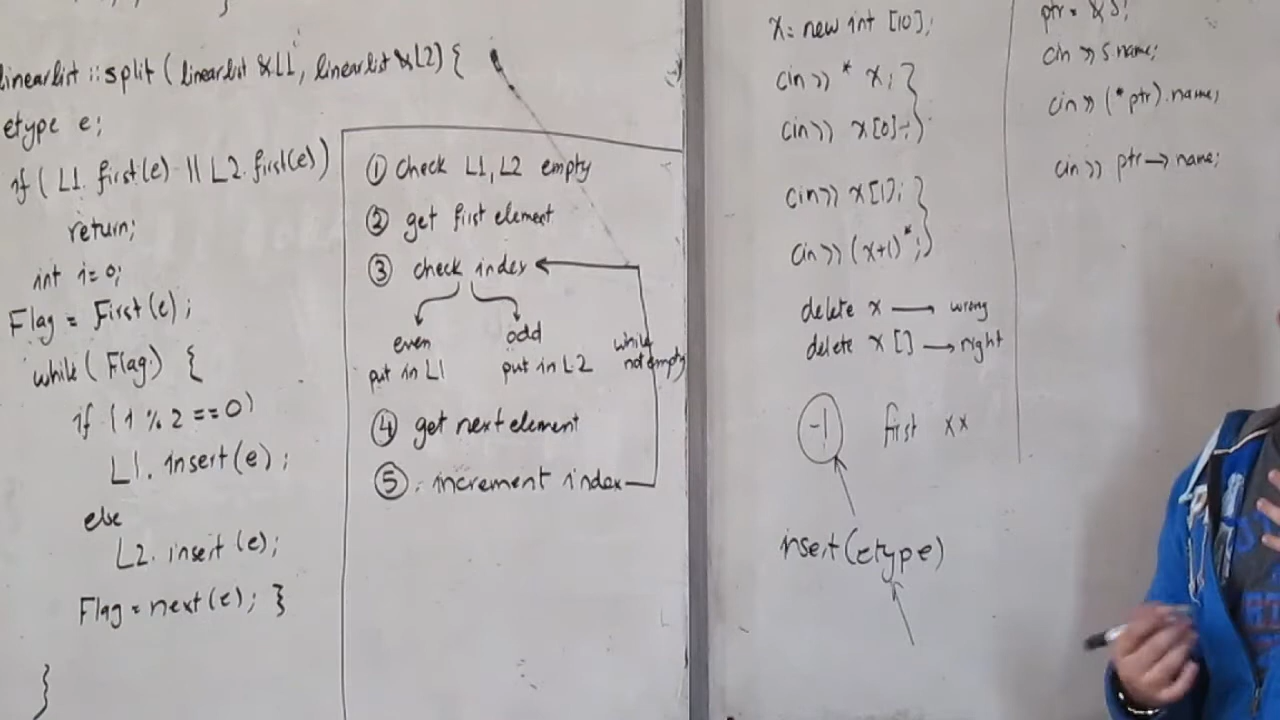 }
linearlist :: split ( linearlist &L1, linearlist &L2) {
etype e;
if ( L1. first(e) || L2. first(e) )
return;
int i=0;
Flag = First (e) ;
while ( Flag ) {
if ( i % 2 == 0 )
L1. insert (e) ;
else
L2. insert (e);
Flag = next (e) ; }
}
① check L1, L2 empty
② get first element
③ check index
even
put in L1
odd
put in L2
while
not empty
④ get next element
⑤ . increment index
x = new int [10];
cin >> * x; }
cin >> x[0]; }
cin >> x[1]; }
cin >> (x+1)*; }
delete x → wrong
delete x [] → right
-1 first xx
insert(etype)
ptr = &S;
cin >> s.name;
cin >> (*ptr).name;
cin >> ptr → name;